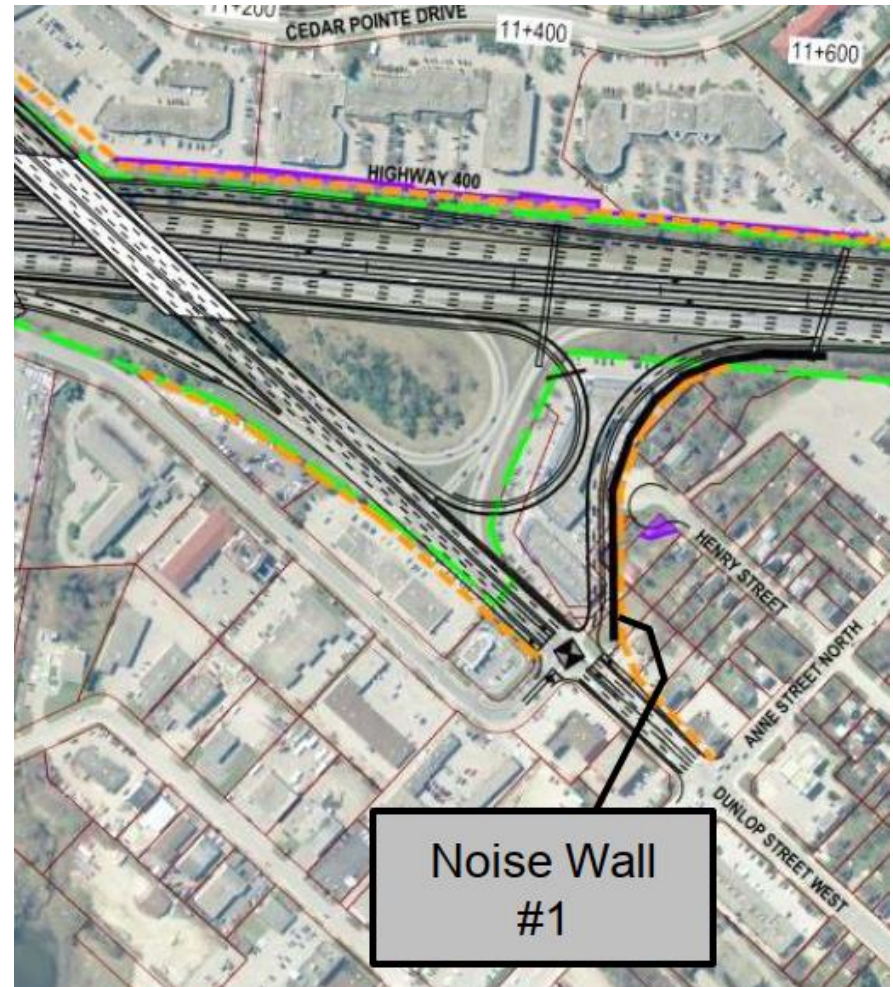 11+200
CEDAR POINTE DRIVE
11+400
11+600
HIGHWAY 400
HENRY STREET
ANNE STREET NORTH
DUNLOP STREET WEST
Noise Wall
#1